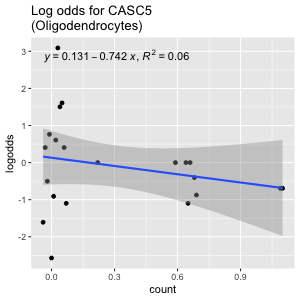 Log odds for CASC5
(Oligodendrocytes)
y = 0.131 − 0.742 x, R² = 0.06
3
2
1
0
-1
-2
logodds
0.0 0.3 0.6 0.9
count